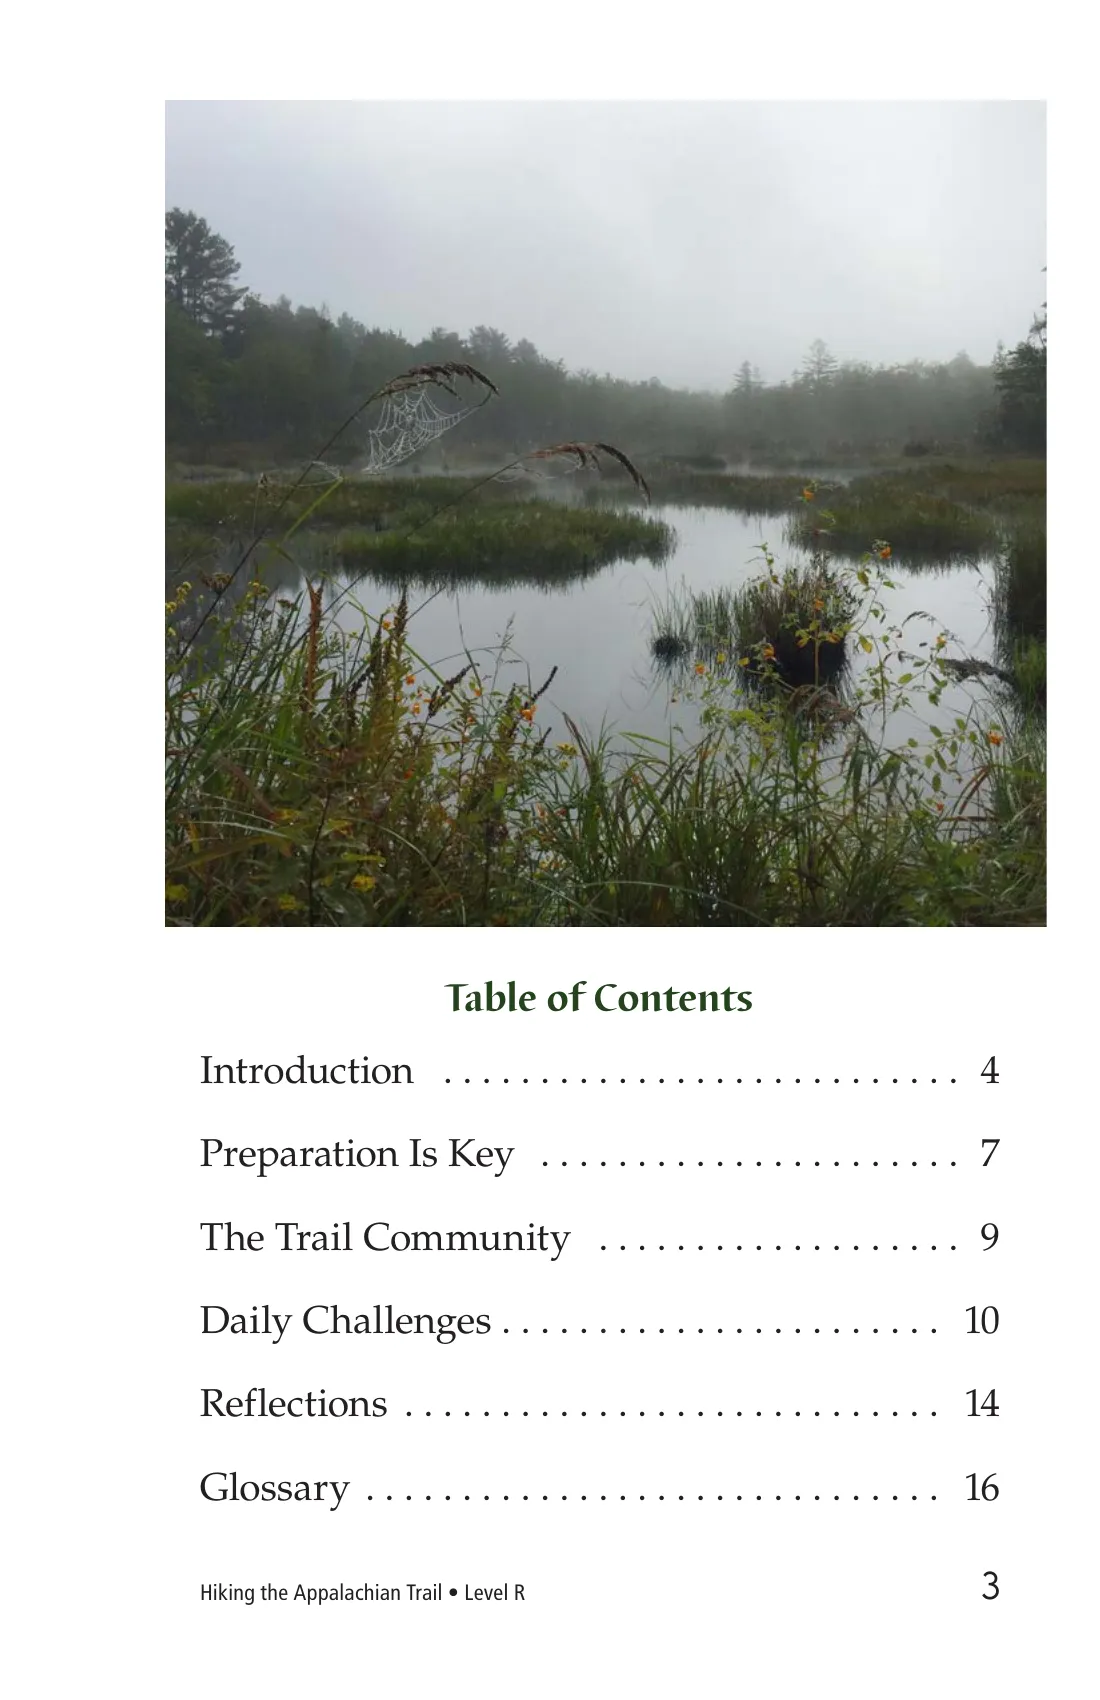 Table of Contents
Introduction . . . . . . . . . . . . . . . . . . . . . . . . . . . 4
Preparation Is Key . . . . . . . . . . . . . . . . . . . . . . 7
The Trail Community . . . . . . . . . . . . . . . . . . . 9
Daily Challenges . . . . . . . . . . . . . . . . . . . . . . . 10
Reflections . . . . . . . . . . . . . . . . . . . . . . . . . . . . 14
Glossary . . . . . . . . . . . . . . . . . . . . . . . . . . . . . . 16
Hiking the Appalachian Trail • Level R 3